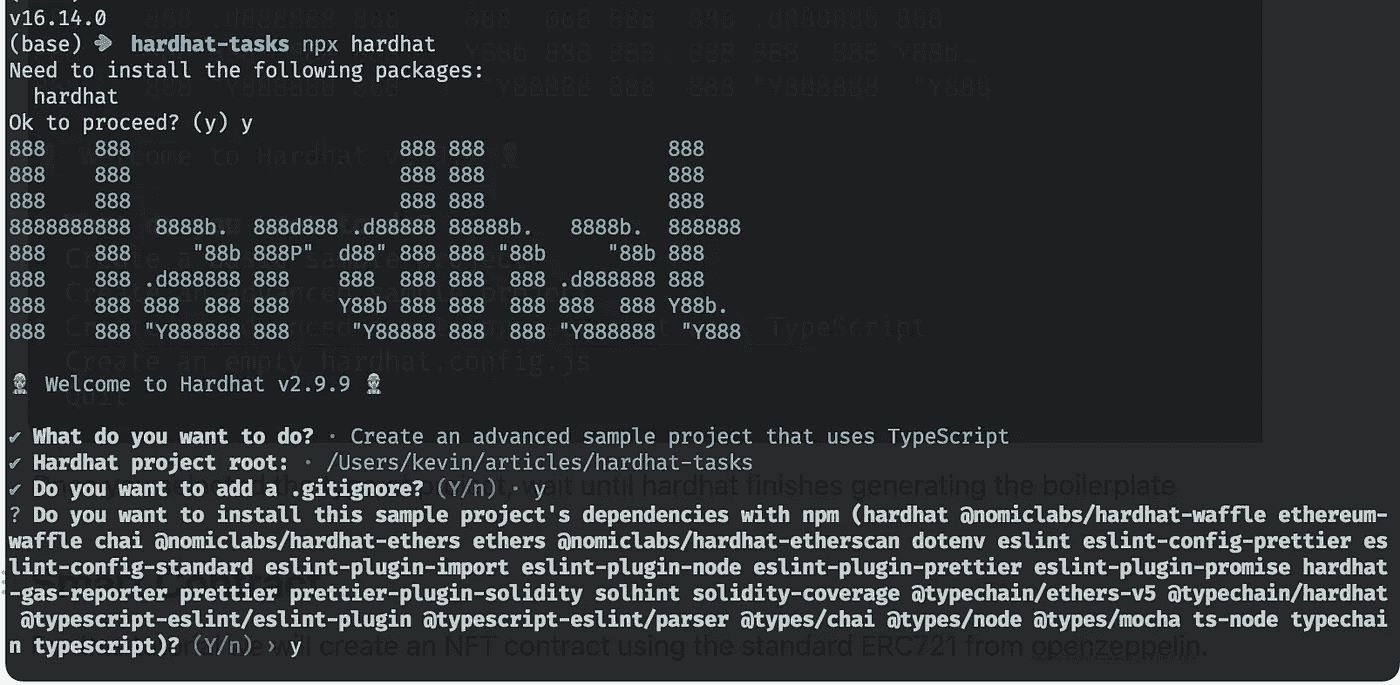 v16.14.0
(base) ➜ hardhat-tasks npx hardhat
Need to install the following packages:
  hardhat
Ok to proceed? (y) y
888    888                      888 888               888
888    888                      888 888               888
888    888                      888 888               888
8888888888  8888b.  888d888 .d88888 88888b.   8888b.  888888
888    888     "88b 888P"  d88" 888 888 "88b     "88b 888
888    888 .d888888 888    888  888 888  888 .d888888 888
888    888 888  888 888    Y88b 888 888  888 888  888 Y88b.
888    888 "Y888888 888     "Y88888 888  888 "Y888888  "Y888
👷 Welcome to Hardhat v2.9.9 👷
✔ What do you want to do? · Create an advanced sample project that uses TypeScript
✔ Hardhat project root: · /Users/kevin/articles/hardhat-tasks
✔ Do you want to add a .gitignore? (Y/n) · y
? Do you want to install this sample project's dependencies with npm (hardhat @nomiclabs/hardhat-waffle ethereum-
waffle chai @nomiclabs/hardhat-ethers ethers @nomiclabs/hardhat-etherscan dotenv eslint eslint-config-prettier es
lint-config-standard eslint-plugin-import eslint-plugin-node eslint-plugin-prettier eslint-plugin-promise hardhat
-gas-reporter prettier prettier-plugin-solidity solhint solidity-coverage @typechain/ethers-v5 @typechain/hardhat
 @typescript-eslint/eslint-plugin @typescript-eslint/parser @types/chai @types/node @types/mocha ts-node typechai
n typescript)? (Y/n) › y